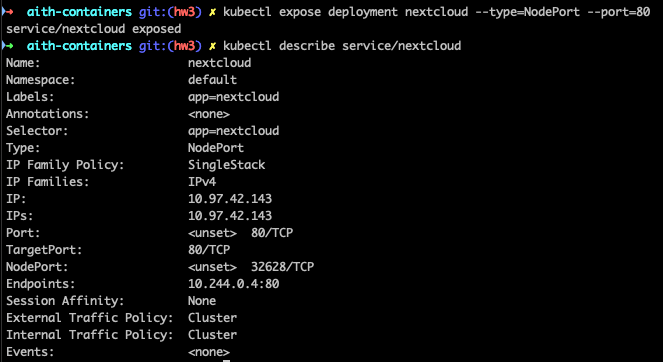 → aith-containers git:(hw3) ✗ kubectl expose deployment nextcloud --type=NodePort --port=80
service/nextcloud exposed
→ aith-containers git:(hw3) ✗ kubectl describe service/nextcloud
Name: nextcloud
Namespace: default
Labels: app=nextcloud
Annotations: <none>
Selector: app=nextcloud
Type: NodePort
IP Family Policy: SingleStack
IP Families: IPv4
IP: 10.97.42.143
IPs: 10.97.42.143
Port: <unset> 80/TCP
TargetPort: 80/TCP
NodePort: <unset> 32628/TCP
Endpoints: 10.244.0.4:80
Session Affinity: None
External Traffic Policy: Cluster
Internal Traffic Policy: Cluster
Events: <none>